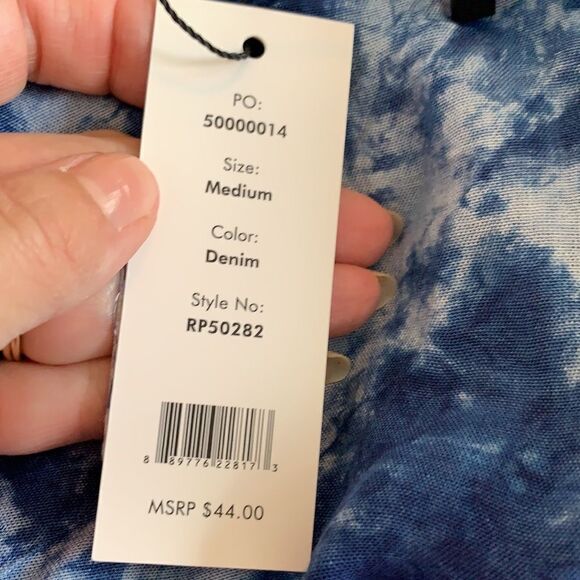 PO:
50000014
Size:
Medium
Color:
Denim
Style No:
RP50282
8 89776 22817 3
MSRP $44.00